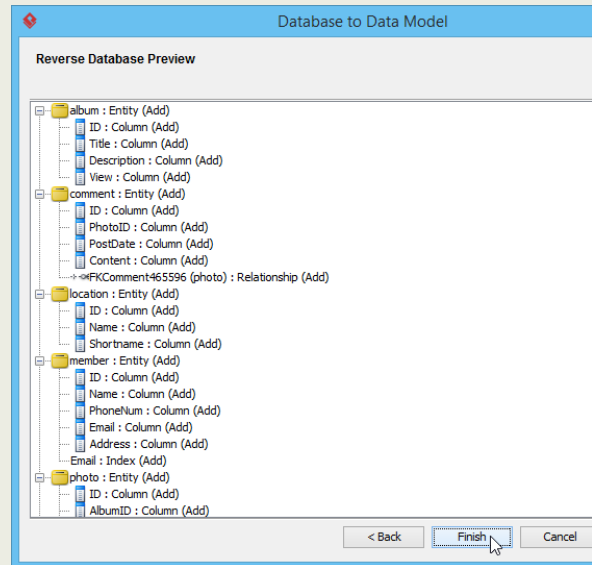 Database to Data Model
Reverse Database Preview
album : Entity (Add)
ID : Column (Add)
Title : Column (Add)
Description : Column (Add)
View : Column (Add)
comment : Entity (Add)
ID : Column (Add)
PhotoID : Column (Add)
PostDate : Column (Add)
Content : Column (Add)
FKComment465596 (photo) : Relationship (Add)
location : Entity (Add)
ID : Column (Add)
Name : Column (Add)
Shortname : Column (Add)
member : Entity (Add)
ID : Column (Add)
Name : Column (Add)
PhoneNum : Column (Add)
Email : Column (Add)
Address : Column (Add)
Email : Index (Add)
photo : Entity (Add)
ID : Column (Add)
AlbumID : Column (Add)
< Back Finish Cancel